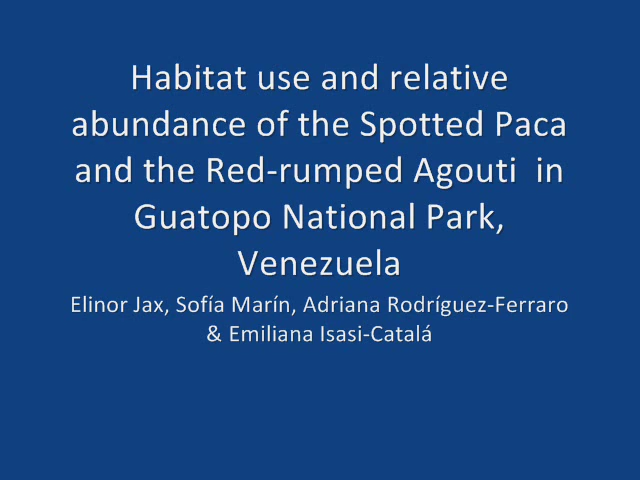 Habitat use and relative
abundance of the Spotted Paca
and the Red-rumped Agouti  in
Guatopo National Park,
Venezuela
Elinor Jax, Sofía Marín, Adriana Rodríguez-Ferraro
& Emiliana Isasi-Catalá